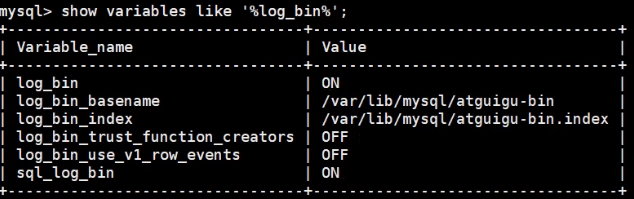 mysql> show variables like '%log_bin%';
+---------------------------------+----------------------------------+
| Variable_name                   | Value                            |
+---------------------------------+----------------------------------+
| log_bin                         | ON                               |
| log_bin_basename                | /var/lib/mysql/atguigu-bin       |
| log_bin_index                   | /var/lib/mysql/atguigu-bin.index |
| log_bin_trust_function_creators | OFF                              |
| log_bin_use_v1_row_events       | OFF                              |
| sql_log_bin                     | ON                               |
+---------------------------------+----------------------------------+